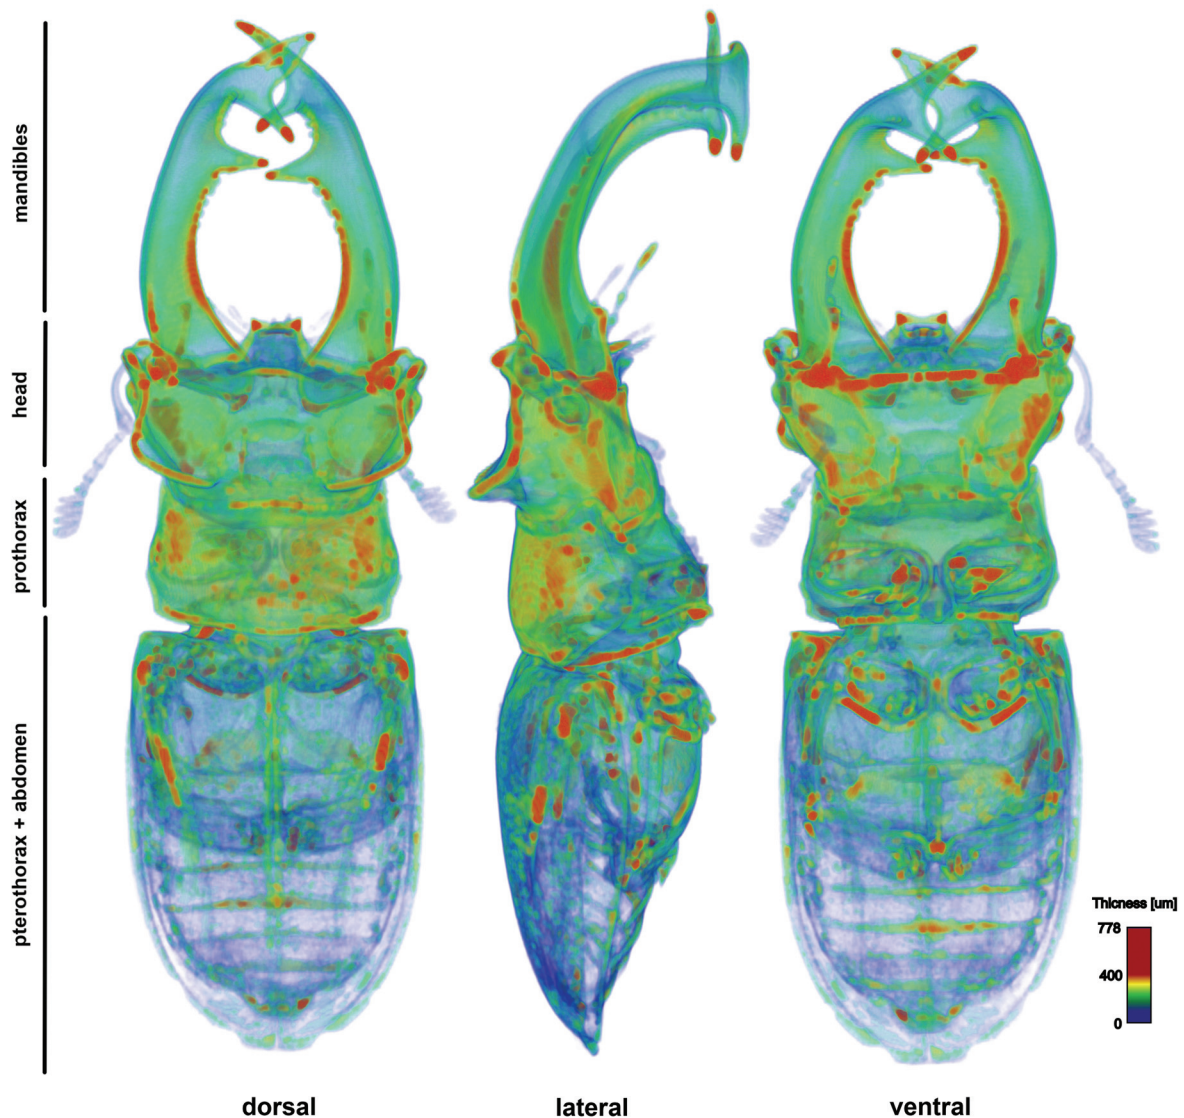 mandibles
head
prothorax
pterothorax + abdomen
Thicness [um]
778
400
0
dorsal
lateral
ventral